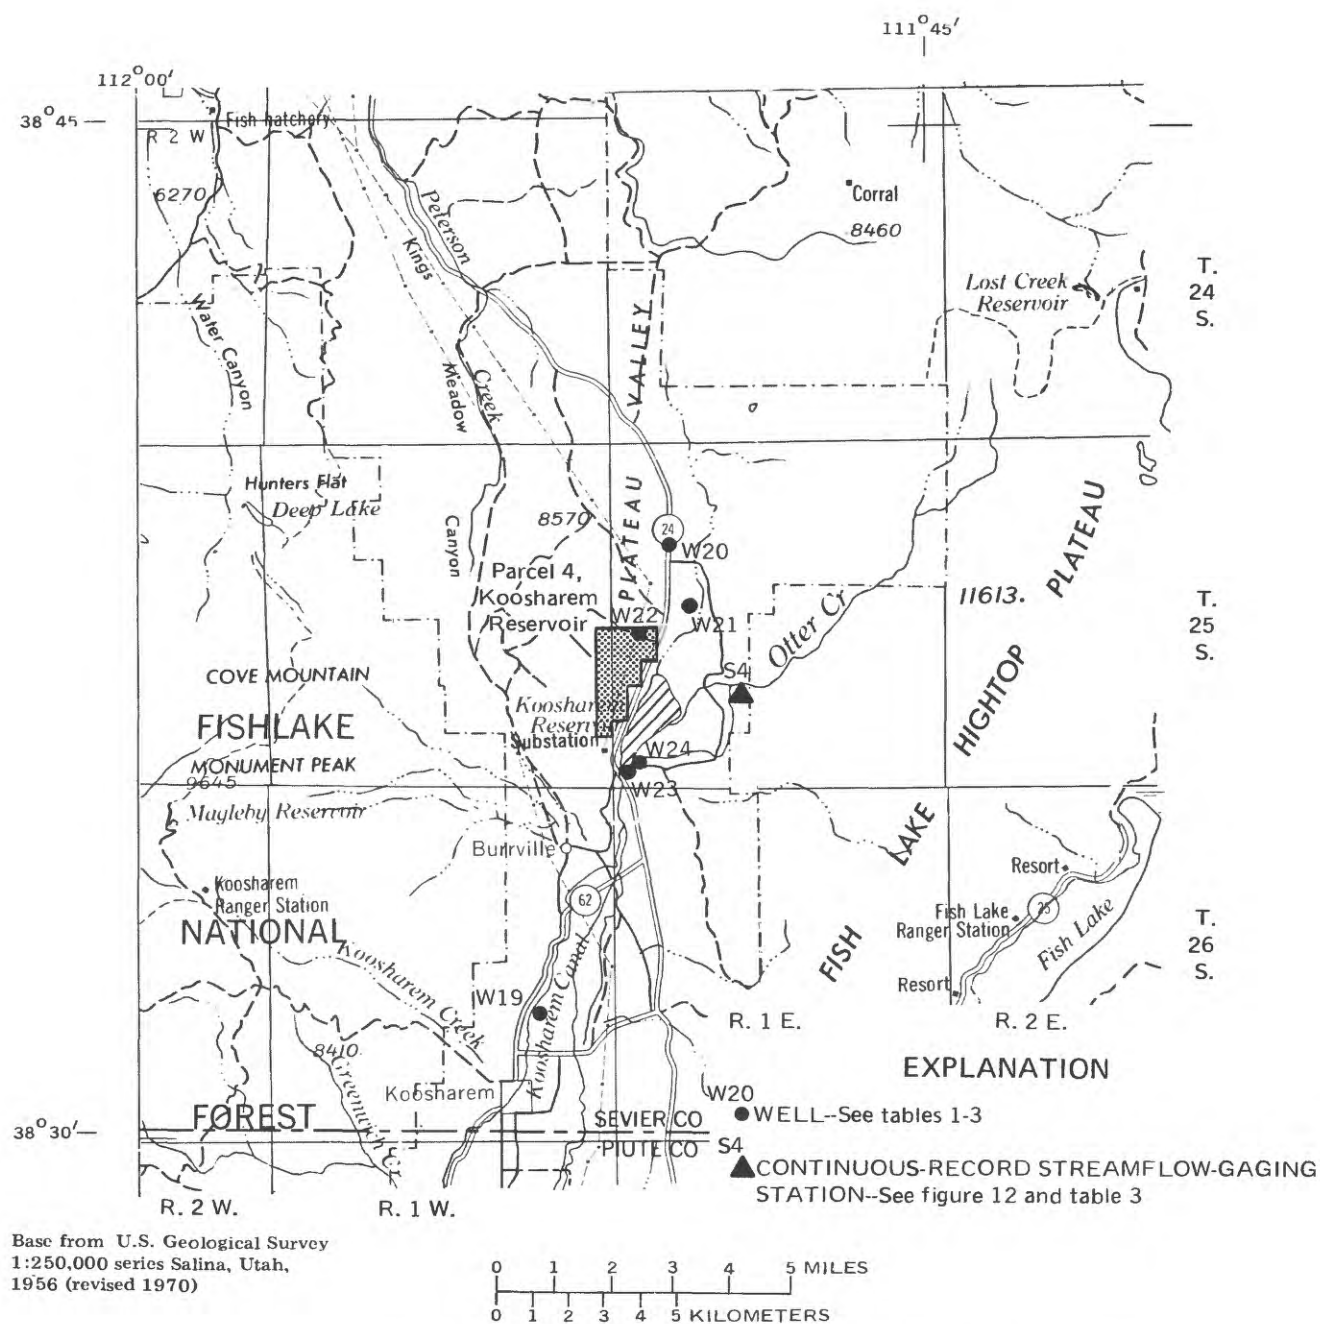 111°45′
112°00′
38°45′
Fish hatchery
R 2 W
6270
Peterson
Kings
Corral
8460
T.
24
S.
Lost Creek
Reservoir
Water Canyon
VALLEY
Meadow
Creek
Hunters Flat
Deep Lake
8570
24
W20
Canyon
PLATEAU
Parcel 4,
Koosharem
Reservoir
W22
W21
PLATEAU
11613.
T.
25
S.
Otter Cr
S4
COVE MOUNTAIN
FISHLAKE
Koosharem
Reservoir
Substation
HIGHTOP
MONUMENT PEAK
9645
W24
W23
Magleby Reservoir
Burrville
LAKE
Resort
Koosharem
Ranger Station
62
Fish Lake
Ranger Station
25
Fish Lake
NATIONAL
T.
26
S.
FISH
Koosharem Creek
Koosharem Canal
Resort
W19
R. 1 E.
R. 2 E.
8410
Greenwich Cr
EXPLANATION
Koosharem
W20
WELL--See tables 1-3
FOREST
SEVIER CO
38°30′
PIUTE CO
S4
CONTINUOUS-RECORD STREAMFLOW-GAGING
STATION--See figure 12 and table 3
R. 2 W.
R. 1 W.
Base from U.S. Geological Survey
1:250,000 series Salina, Utah,
1956 (revised 1970)
0 1 2 3 4 5 MILES
0 1 2 3 4 5 KILOMETERS